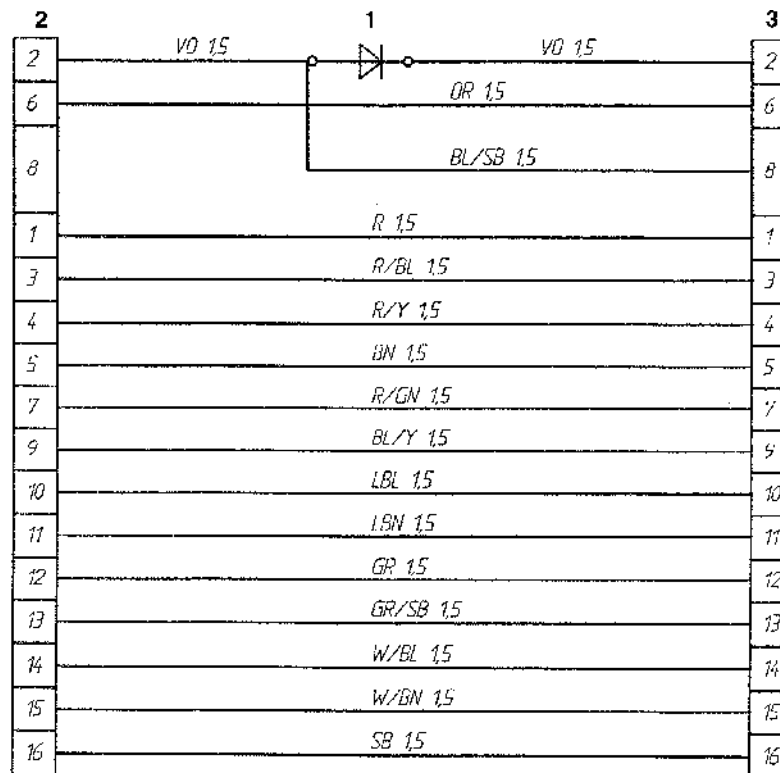 2 1 3
2 VO 1,5 VO 1,5 2
6 OR 1,5 6
8 BL/SB 1,5 8
1 R 1,5 1
3 R/BL 1,5 3
4 R/Y 1,5 4
5 BN 1,5 5
7 R/GN 1,5 7
9 BL/Y 1,5 9
10 LBL 1,5 10
11 LBN 1,5 11
12 GR 1,5 12
13 GR/SB 1,5 13
14 W/BL 1,5 14
15 W/BN 1,5 15
16 SB 1,5 16